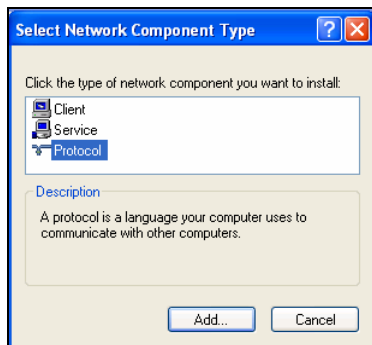 Select Network Component Type
Click the type of network component you want to install:
Client
Service
Protocol
Description
A protocol is a language your computer uses to
communicate with other computers.
Add...
Cancel